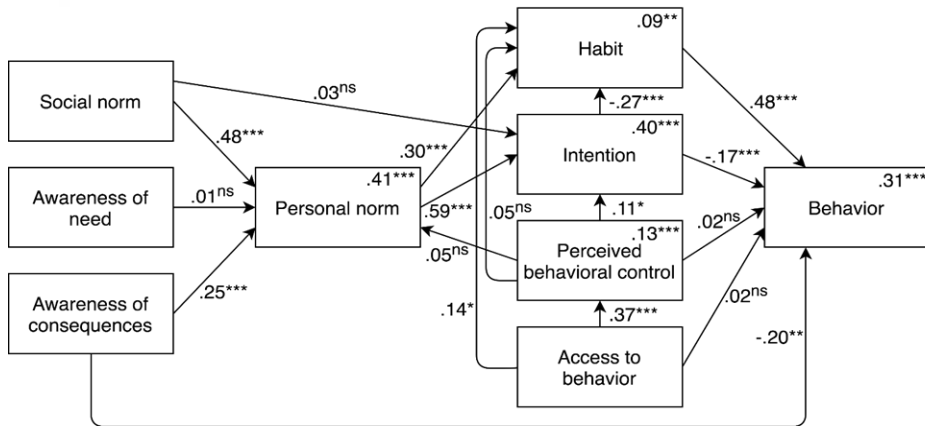 .09**
Habit
Social norm
.03ns
-.27***
.48***
.40***
Intention
.48***
.30***
-.17***
Awareness of
need
.01ns
.41***
Personal norm
.59***
.05ns
.11*
.02ns
.31***
Behavior
.13***
Perceived
behavioral control
.05ns
Awareness of
consequences
.25***
.14*
.37***
.02ns
-.20**
Access to
behavior